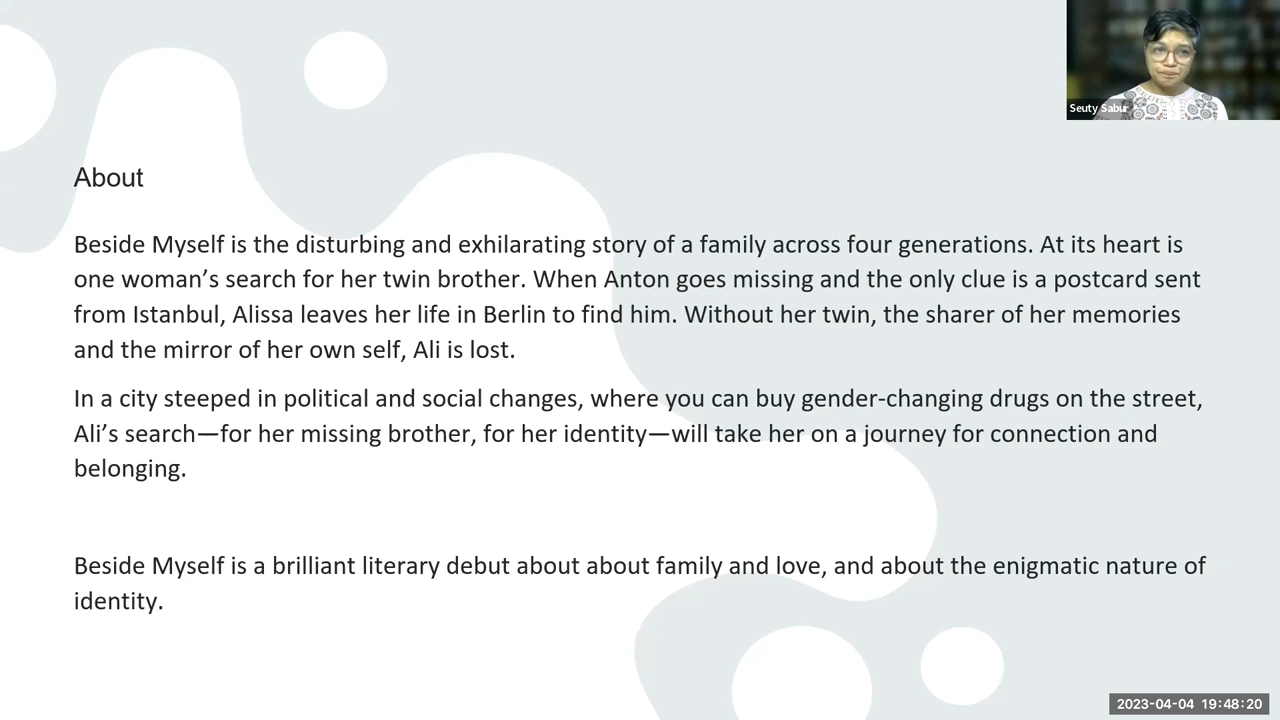 Seuty Sabur
About
Beside Myself is the disturbing and exhilarating story of a family across four generations. At its heart is
one woman’s search for her twin brother. When Anton goes missing and the only clue is a postcard sent
from Istanbul, Alissa leaves her life in Berlin to find him. Without her twin, the sharer of her memories
and the mirror of her own self, Ali is lost.
In a city steeped in political and social changes, where you can buy gender-changing drugs on the street,
Ali’s search—for her missing brother, for her identity—will take her on a journey for connection and
belonging.
Beside Myself is a brilliant literary debut about about family and love, and about the enigmatic nature of
identity.
2023-04-04 19:48:20